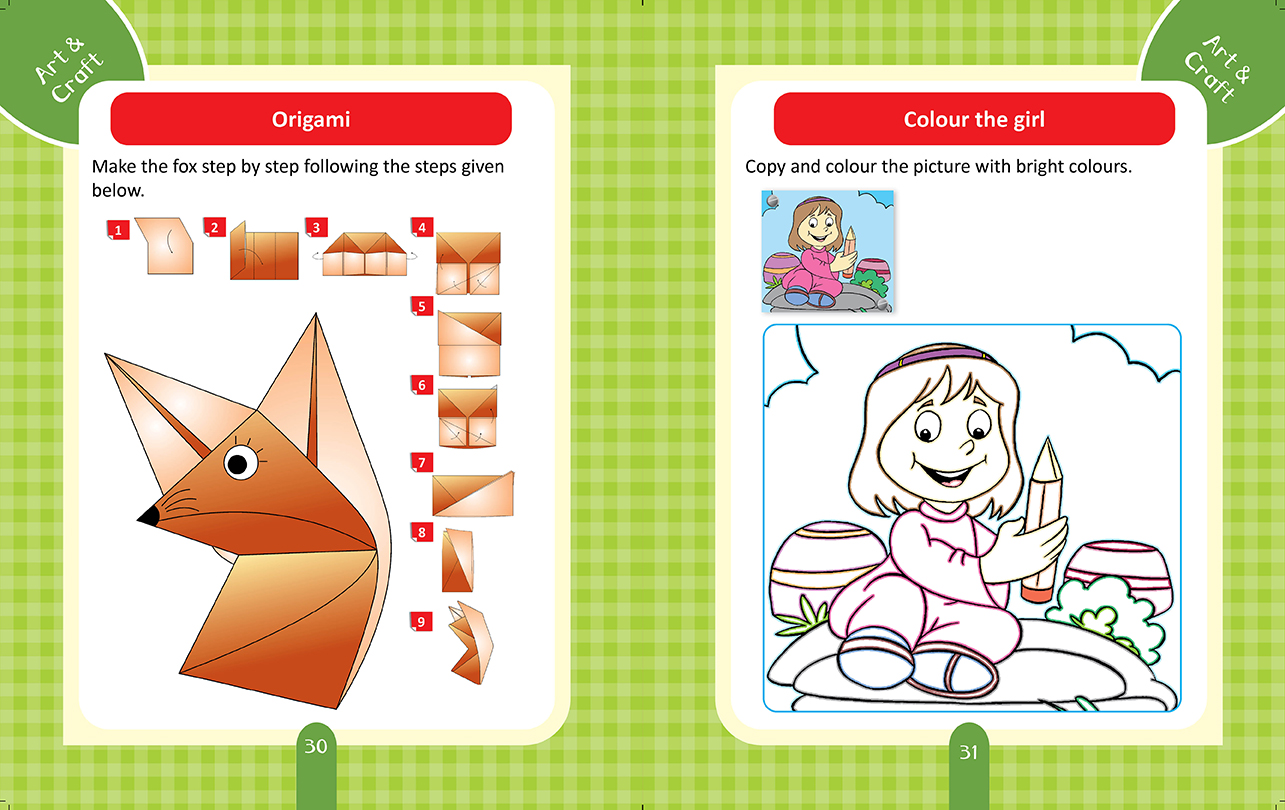 Art &
Craft
Origami
Make the fox step by step following the steps given
below.
1
2
3
4
5
6
7
8
9
30
Art &
Craft
Colour the girl
Copy and colour the picture with bright colours.
31